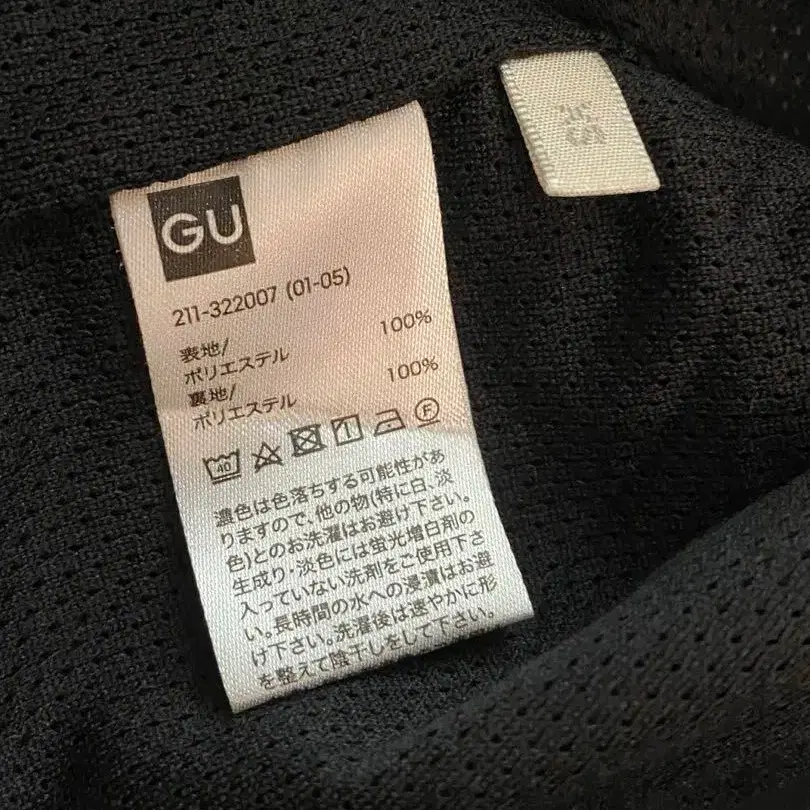 GU
211-322007 (01-05)
表地/
ポリエステル 100%
裏地/
ポリエステル 100%
40
F
濃色は色落ちする可能性があ
りますので、他の物(特に白、淡
色)とのお洗濯はお避け下さい。
生成り・淡色には蛍光増白剤の
入っていない洗剤をご使用下さ
い。長時間の水への浸漬はお避
け下さい。洗濯後は速やかに形
を整えて陰干しをして下さい。